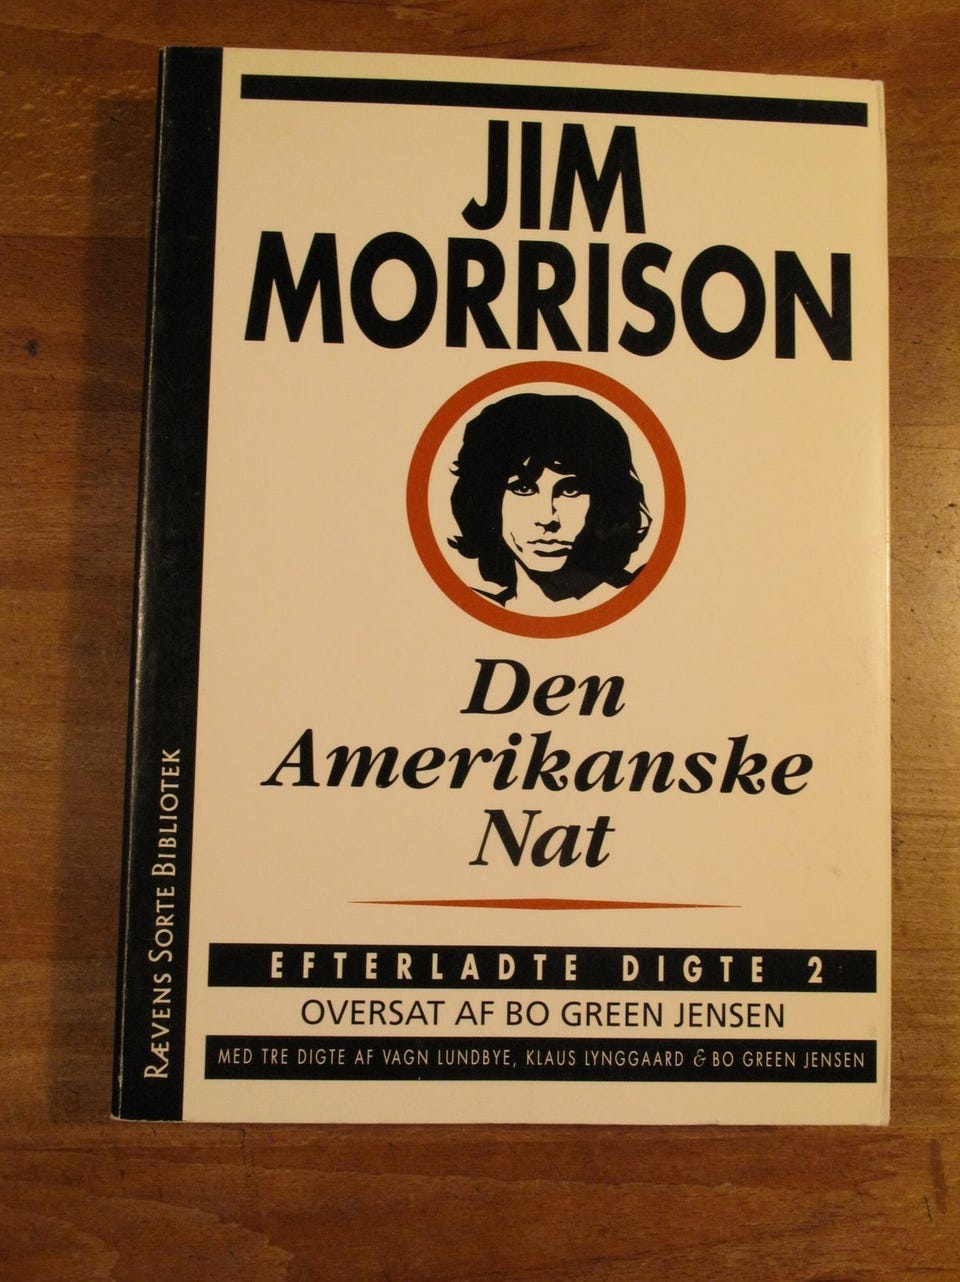 JIM
MORRISON
Den
Amerikanske
Nat
EFTERLADTE DIGTE 2
OVERSAT AF BO GREEN JENSEN
MED TRE DIGTE AF VAGN LUNDBYE, KLAUS LYNGGAARD & BO GREEN JENSEN
RÆVENS SORTE BIBLIOTEK